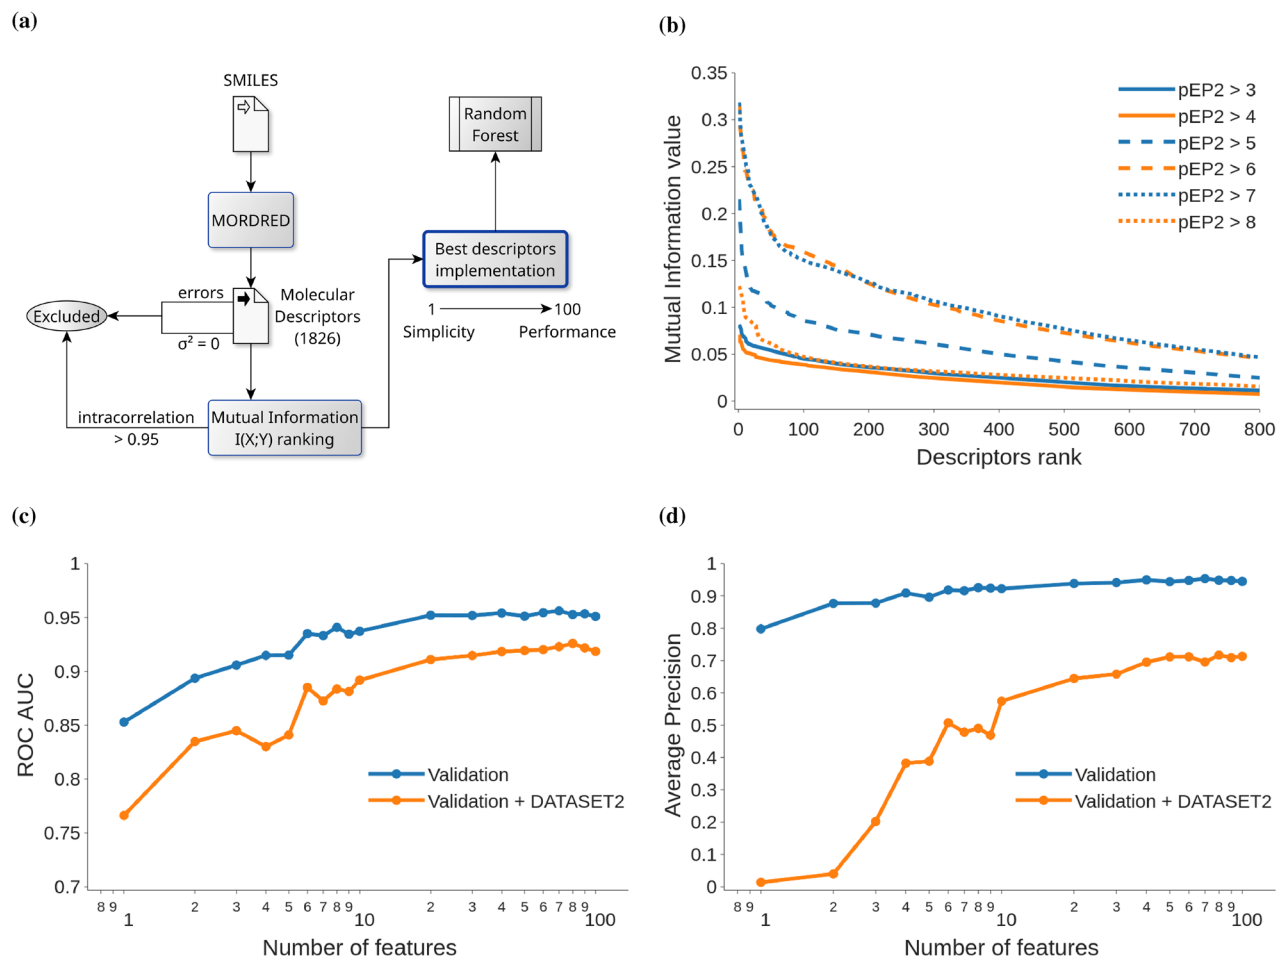 (a)
SMILES
MORDRED
errors
Excluded
σ² = 0
Molecular
Descriptors
(1826)
intracorrelation
> 0.95
Mutual Information
I(X;Y) ranking
Random
Forest
Best descriptors
implementation
1
100
Simplicity
Performance
(b)
Mutual Information value
0.35
0.3
0.25
0.2
0.15
0.1
0.05
0
0 100 200 300 400 500 600 700 800
Descriptors rank
pEP2 > 3
pEP2 > 4
pEP2 > 5
pEP2 > 6
pEP2 > 7
pEP2 > 8
(c)
ROC AUC
1
0.95
0.9
0.85
0.8
0.75
0.7
8 9 1 2 3 4 5 6 7 8 9 10 2 3 4 5 6 7 8 9 100
Number of features
Validation
Validation + DATASET2
(d)
Average Precision
1
0.9
0.8
0.7
0.6
0.5
0.4
0.3
0.2
0.1
0
8 9 1 2 3 4 5 6 7 8 9 10 2 3 4 5 6 7 8 9 100
Number of features
Validation
Validation + DATASET2